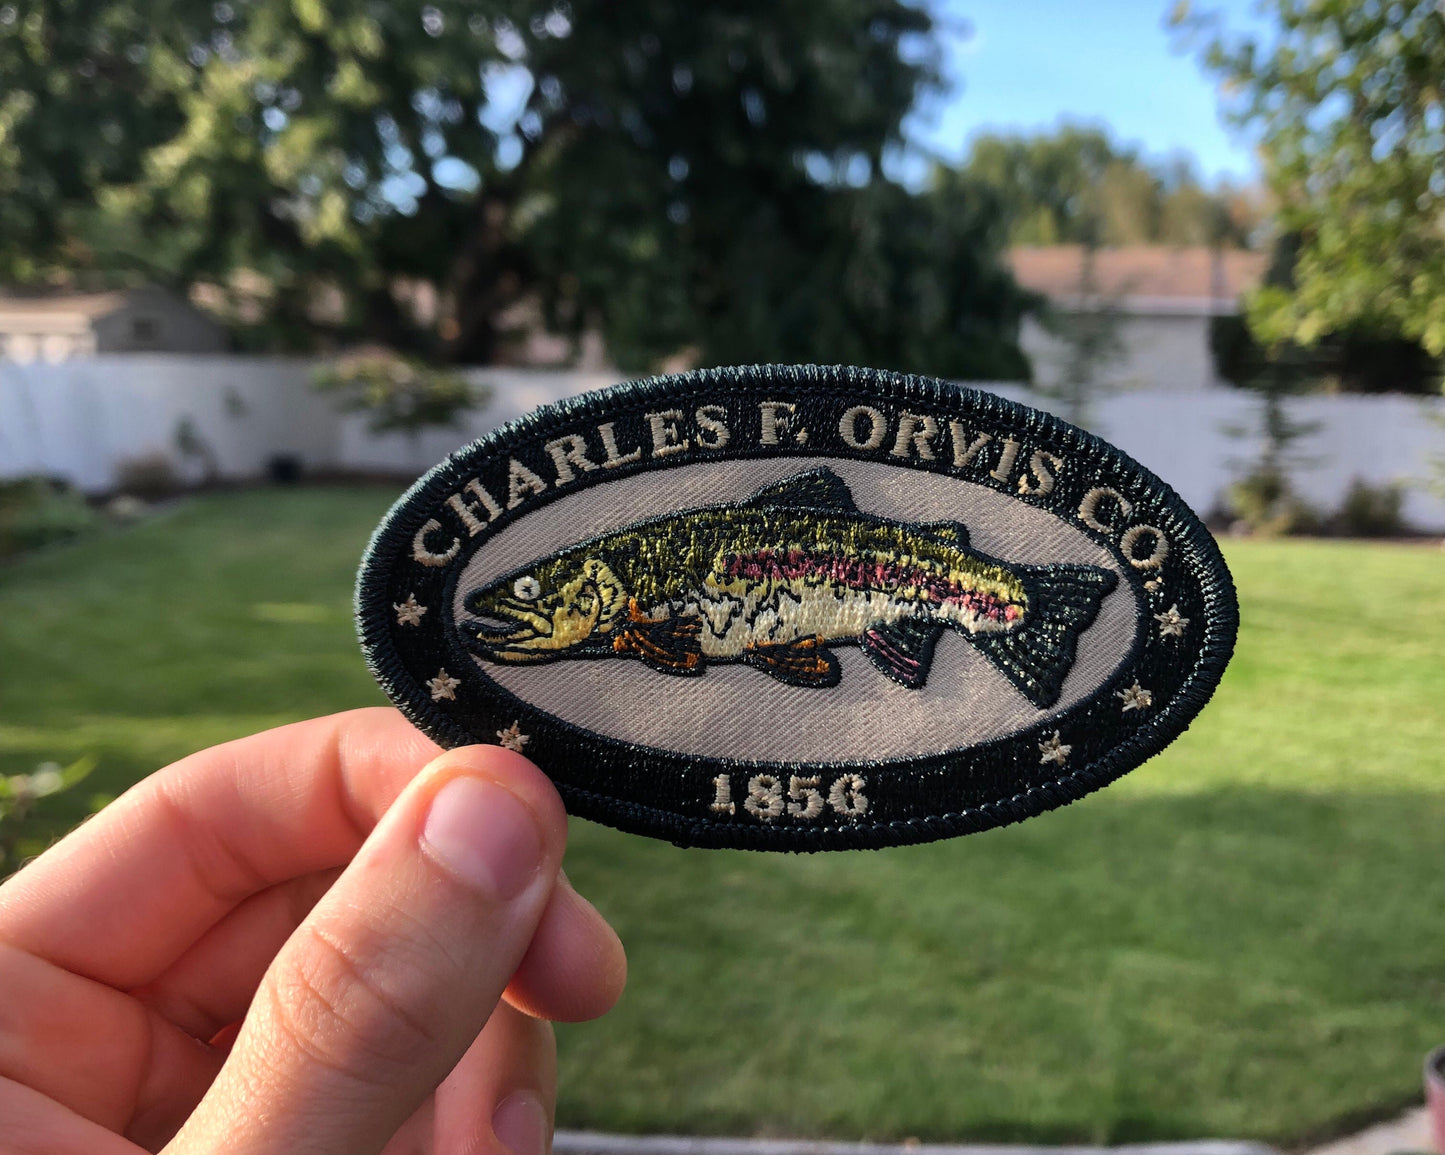 CHARLES F. ORVIS CO.
1856